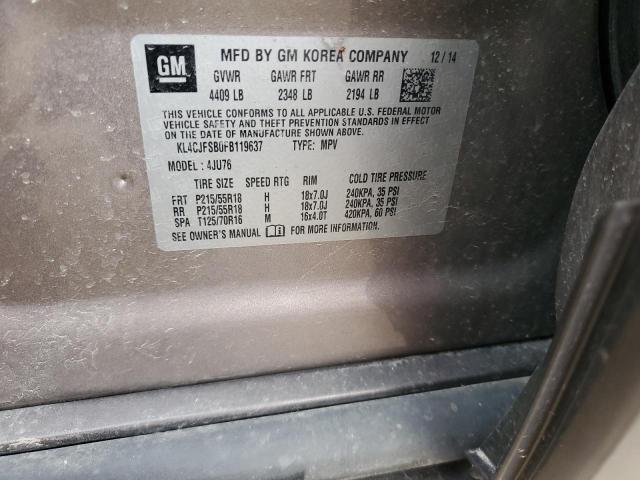 GM MFD BY GM KOREA COMPANY 12/14
GVWR GAWR FRT GAWR RR
4409 LB 2348 LB 2194 LB
THIS VEHICLE CONFORMS TO ALL APPLICABLE U.S. FEDERAL MOTOR
VEHICLE SAFETY AND THEFT PREVENTION STANDARDS IN EFFECT ON THE DATE OF
MANUFACTURE SHOWN ABOVE.
KL4CJFSB0FB119637 TYPE: MPV
MODEL: 4JU76
TIRE SIZE SPEED RTG RIM COLD TIRE PRESSURE
FRT P215/55R18 H 18x7.0J 240KPA, 35 PSI
RR P215/55R18 H 18x7.0J 240KPA, 35 PSI
SPA T125/70R16 M 16x4.0T 420KPA, 60 PSI
SEE OWNER'S MANUAL FOR MORE INFORMATION.